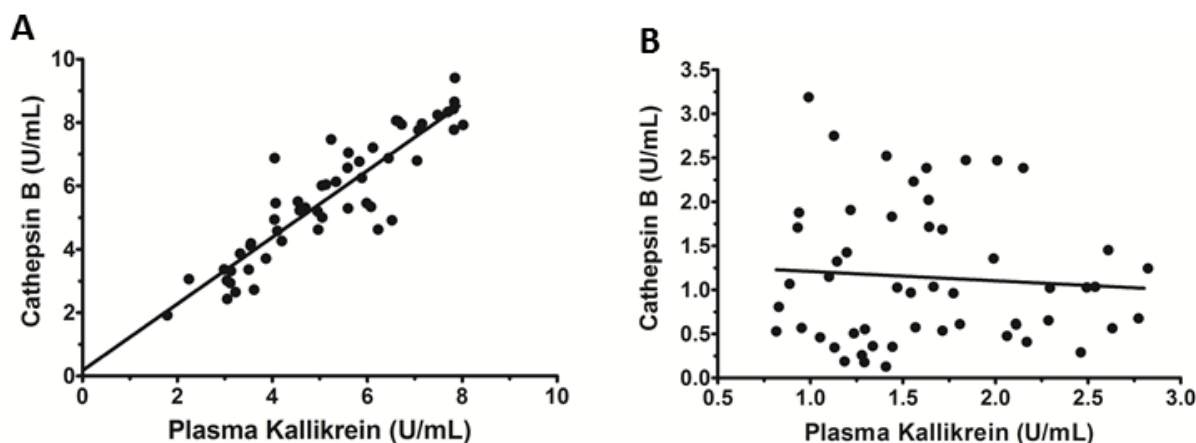 A
Cathepsin B (U/mL)
10
8
6
4
2
0
0 2 4 6 8 10
Plasma Kallikrein (U/mL)
B
Cathepsin B (U/mL)
3.5
3.0
2.5
2.0
1.5
1.0
0.5
0.0
0.5 1.0 1.5 2.0 2.5 3.0
Plasma Kallikrein (U/mL)